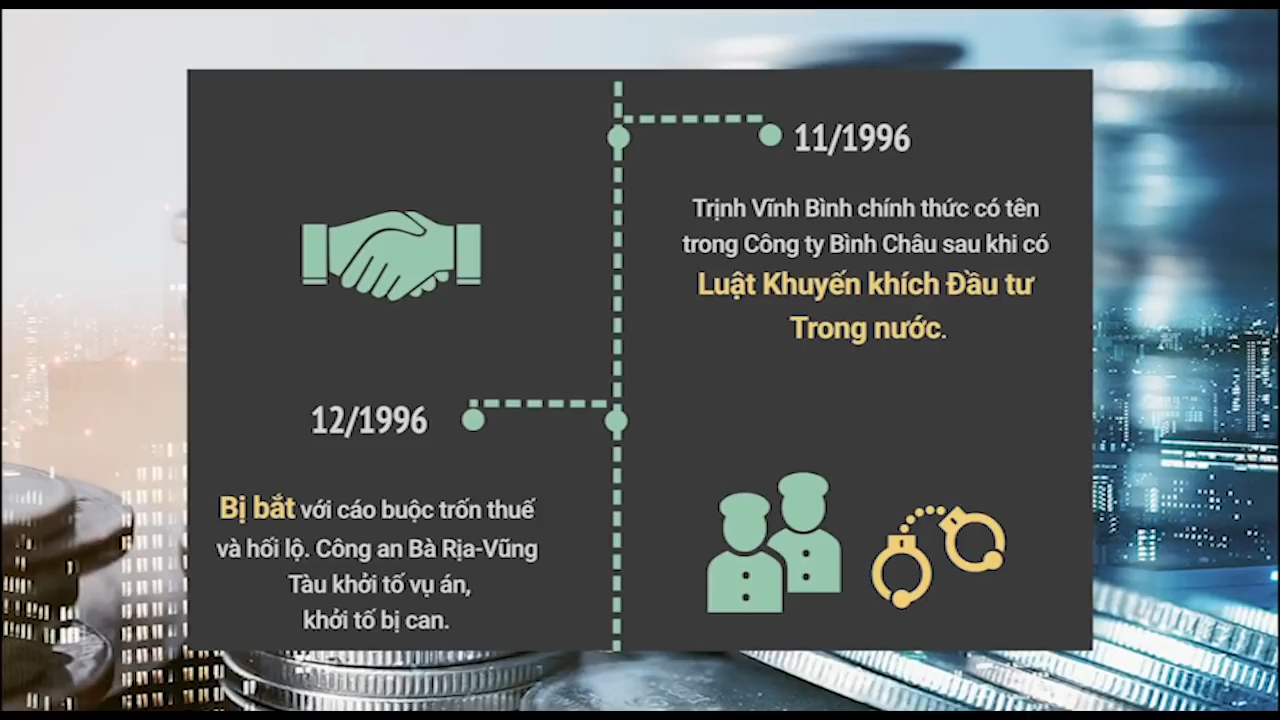 11/1996
Trịnh Vĩnh Bình chính thức có tên
trong Công ty Bình Châu sau khi có
Luật Khuyến khích Đầu tư
Trong nước.
12/1996
Bị bắt với cáo buộc trốn thuế
và hối lộ. Công an Bà Rịa-Vũng
Tàu khởi tố vụ án,
khởi tố bị can.